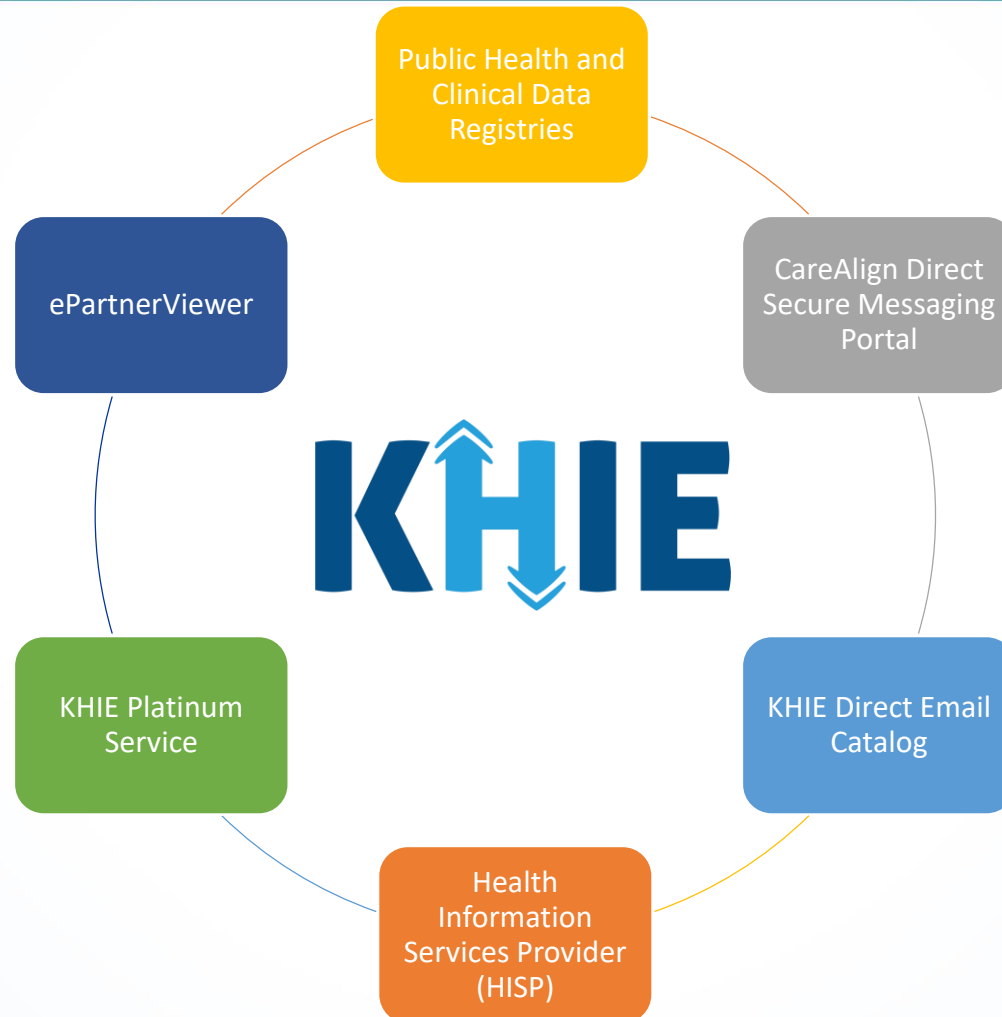 Public Health and
Clinical Data
Registries
ePartnerViewer
CareAlign Direct
Secure Messaging
Portal
KHIE
KHIE Platinum
Service
KHIE Direct Email
Catalog
Health
Information
Services Provider
(HISP)